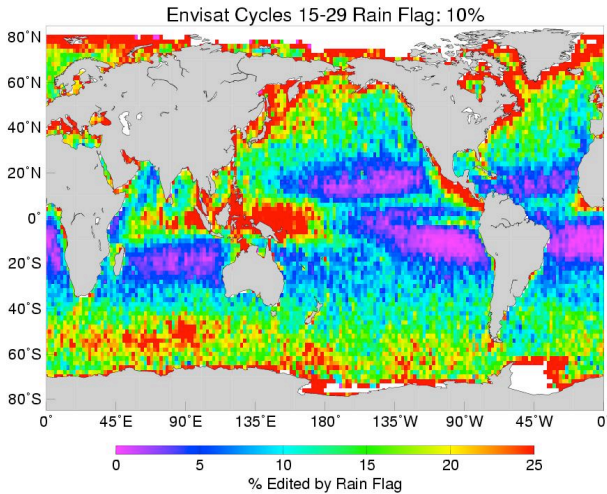 Envisat Cycles 15-29 Rain Flag: 10%
80˚N
60˚N
40˚N
20˚N
0˚
20˚S
40˚S
60˚S
80˚S
0˚ 45˚E 90˚E 135˚E 180˚ 135˚W 90˚W 45˚W 0˚
0 5 10 15 20 25
% Edited by Rain Flag